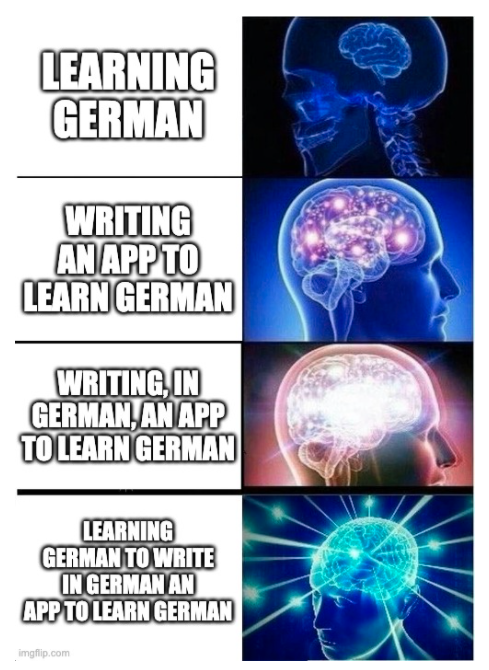 LEARNING
GERMAN
WRITING
AN APP TO
LEARN GERMAN
WRITING, IN
GERMAN, AN APP
TO LEARN GERMAN
LEARNING
GERMAN TO WRITE
IN GERMAN AN
APP TO LEARN GERMAN
imgflip.com